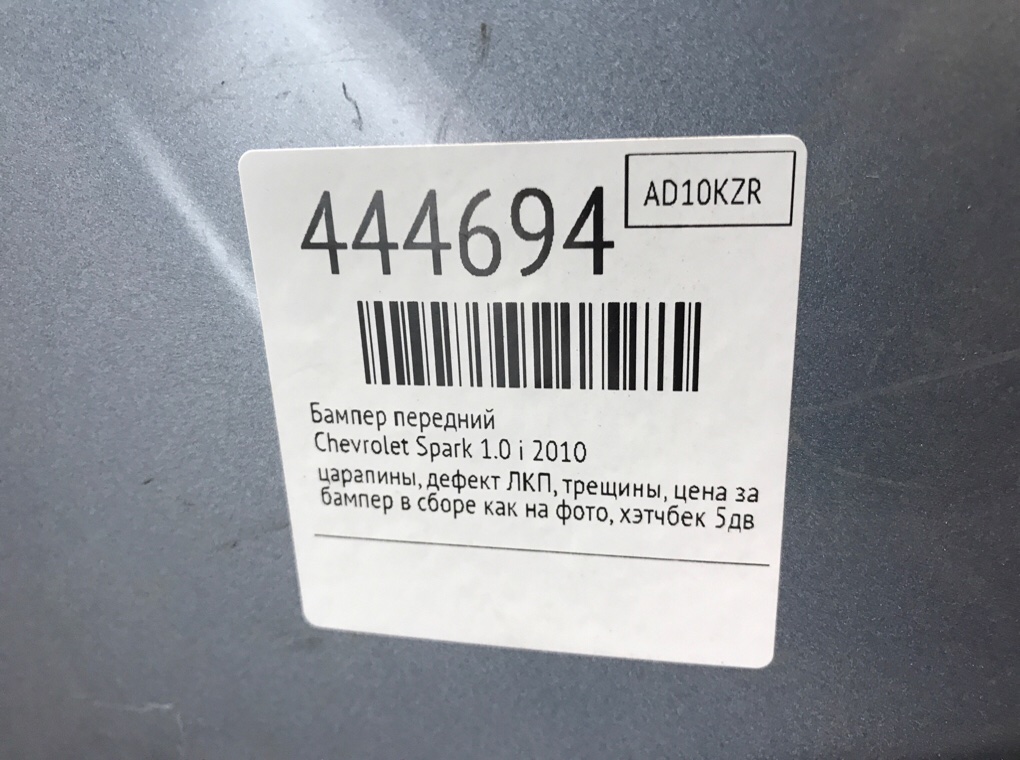 444694
AD10KZR
Бампер передний
Chevrolet Spark 1.0 i 2010
царапины, дефект ЛКП, трещины, цена за
бампер в сборе как на фото, хэтчбек 5дв